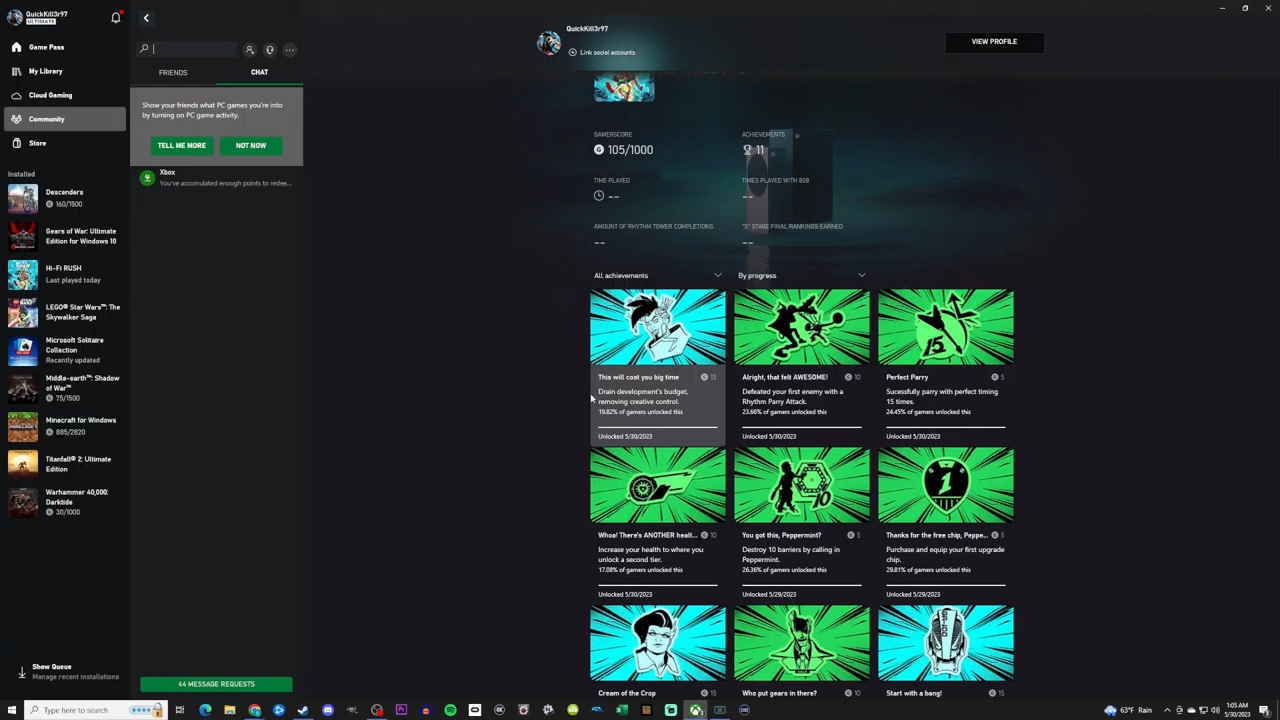 QuickKill3r97
ULTIMATE
Game Pass
My Library
Cloud Gaming
Community
Store
Installed
Descenders
160/1500
Gears of War: Ultimate
Edition for Windows 10
Hi-Fi RUSH
Last played today
LEGO® Star Wars™: The
Skywalker Saga
Microsoft Solitaire
Collection
Recently updated
Middle-earth™: Shadow
of War™
75/1500
Minecraft for Windows
885/2820
Titanfall® 2: Ultimate
Edition
Warhammer 40,000:
Darktide
30/1000
Show Queue
Manage recent installations
FRIENDS
CHAT
Show your friends what PC games you're into
by turning on PC game activity.
TELL ME MORE
NOT NOW
Xbox
You've accumulated enough points to redee...
44 MESSAGE REQUESTS
QuickKill3r97
Link social accounts
VIEW PROFILE
GAMERSCORE
G 105/1000
ACHIEVEMENTS
11
TIME PLAYED
--
TIMES PLAYED WITH 808
--
AMOUNT OF RHYTHM TOWER COMPLETIONS
--
"S" STAGE FINAL RANKINGS EARNED
--
All achievements
By progress
This will cost you big time G 15
Drain development's budget,
removing creative control.
19.82% of gamers unlocked this
Unlocked 5/30/2023
Alright, that felt AWESOME! G 10
Defeated your first enemy with a
Rhythm Parry Attack.
23.66% of gamers unlocked this
Unlocked 5/30/2023
15
Perfect Parry G 5
Sucessfully parry with perfect timing
15 times.
24.45% of gamers unlocked this
Unlocked 5/30/2023
Whoa! There's ANOTHER healt... G 10
Increase your health to where you
unlock a second tier.
17.08% of gamers unlocked this
Unlocked 5/30/2023
10
You got this, Peppermint? G 5
Destroy 10 barriers by calling in
Peppermint.
26.36% of gamers unlocked this
Unlocked 5/29/2023
1
Thanks for the free chip, Peppe... G 5
Purchase and equip your first upgrade
chip.
29.81% of gamers unlocked this
Unlocked 5/29/2023
Cream of the Crop G 15
Who put gears in there? G 10
Start with a bang! G 15
Type here to search
63°F Rainy
1:05 AM
5/30/2023